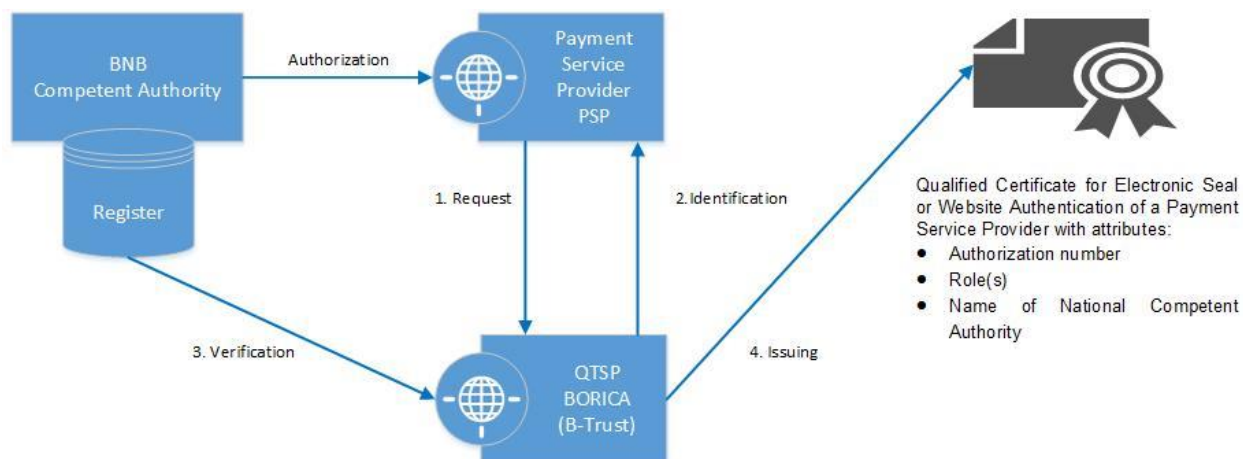 BNB
Competent Authority
Register
Authorization
Payment
Service
Provider
PSP
1. Request
2.Identification
3. Verification
4. Issuing
QTSP
BORICA
(B-Trust)
Qualified Certificate for Electronic Seal
or Website Authentication of a Payment
Service Provider with attributes:
● Authorization number
● Role(s)
● Name of National Competent
Authority